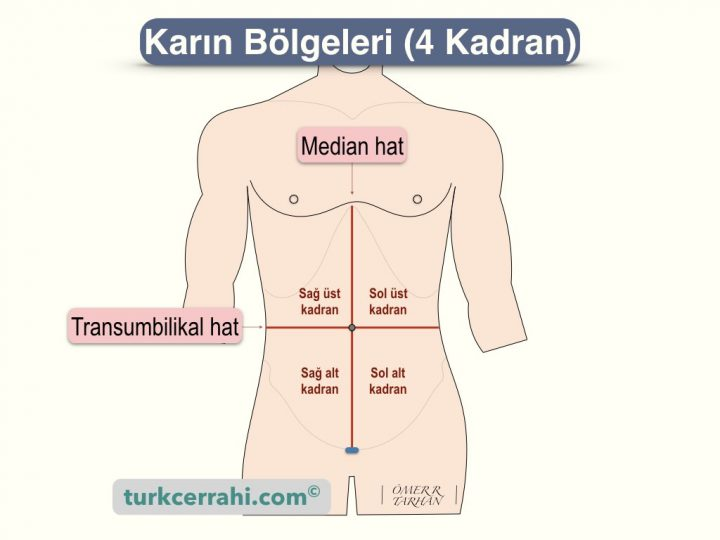 Karın Bölgeleri (4 Kadran)
Median hat
Sağ üst
kadran
Sol üst
kadran
Transumbilikal hat
Sağ alt
kadran
Sol alt
kadran
turkcerrahi.com©
ÖMER R.
TARHAN